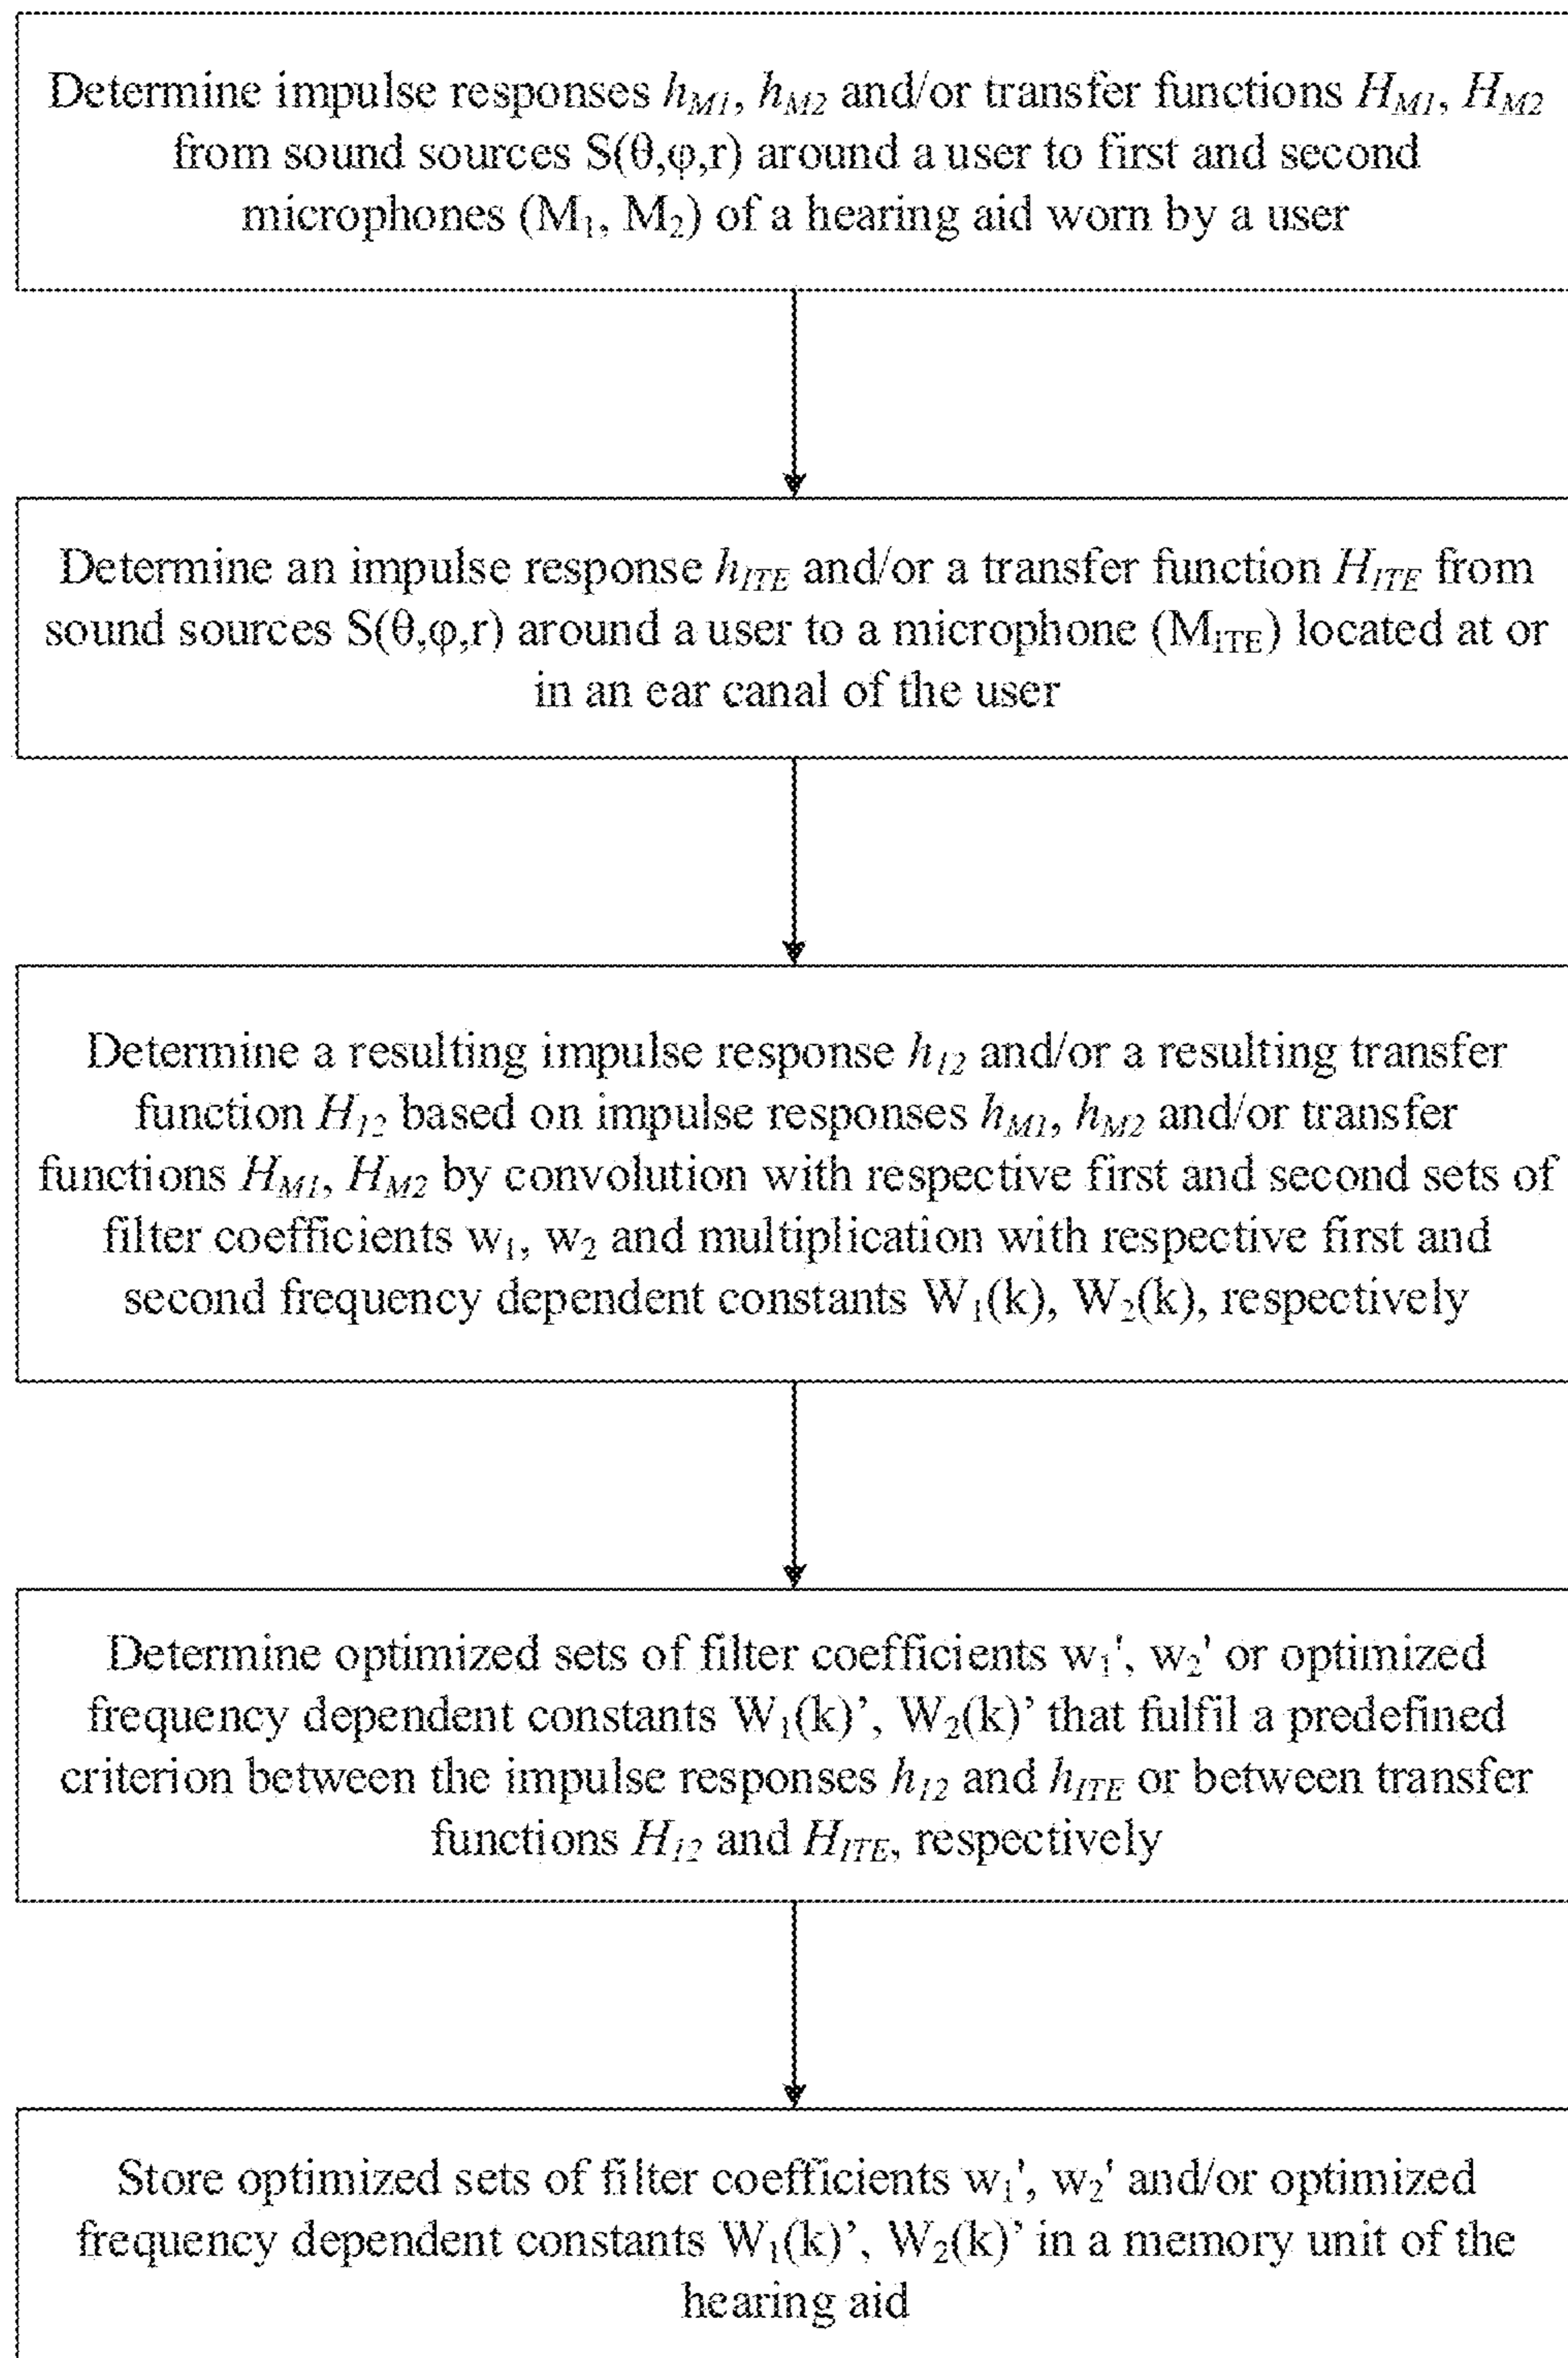 Determine impulse responses hM1, hM2 and/or transfer functions HM1, HM2
from sound sources S(θ,φ,r) around a user to first and second
microphones (M1, M2) of a hearing aid worn by a user
Determine an impulse response hITE and/or a transfer function HITE from
sound sources S(θ,φ,r) around a user to a microphone (MITE) located at or
in an ear canal of the user
Determine a resulting impulse response h12 and/or a resulting transfer
function H12 based on impulse responses hM1, hM2 and/or transfer
functions HM1, HM2 by convolution with respective first and second sets of
filter coefficients w1, w2 and multiplication with respective first and
second frequency dependent constants W1(k), W2(k), respectively
Determine optimized sets of filter coefficients w1', w2' or optimized
frequency dependent constants W1(k)’, W2(k)’ that fulfil a predefined
criterion between the impulse responses h12 and hITE or between transfer
functions H12 and HITE, respectively
Store optimized sets of filter coefficients w1', w2' and/or optimized
frequency dependent constants W1(k)’, W2(k)’ in a memory unit of the
hearing aid